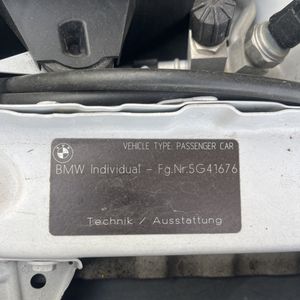 VEHICLE TYPE: PASSENGER CAR
BMW Individual - Fg.Nr:5G41676
Technik / Ausstattung